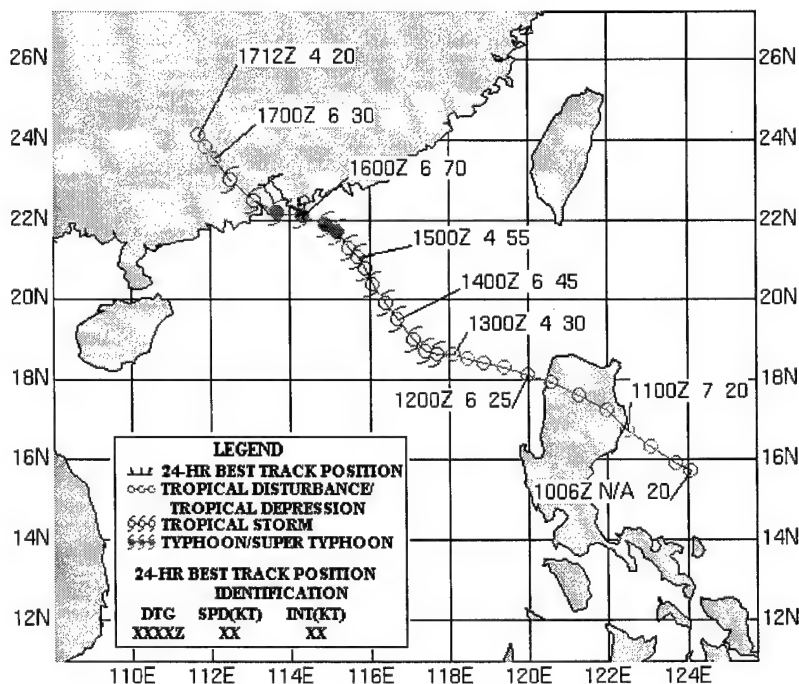 26N
24N
22N
20N
18N
16N
14N
12N
1712Z 4 20
1700Z 6 30
1600Z 6 70
1500Z 4 55
1400Z 6 45
1300Z 4 30
1200Z 6 25
1100Z 7 20
1006Z N/A 20
26N
24N
22N
20N
18N
16N
14N
12N
LEGEND
24-HR BEST TRACK POSITION
TROPICAL DISTURBANCE/
TROPICAL DEPRESSION
TROPICAL STORM
TYPHOON/SUPER TYPHOON
24-HR BEST TRACK POSITION
IDENTIFICATION
DTG SPD(KT) INT(KT)
XXXXZ XX XX
110E 112E 114E 116E 118E 120E 122E 124E